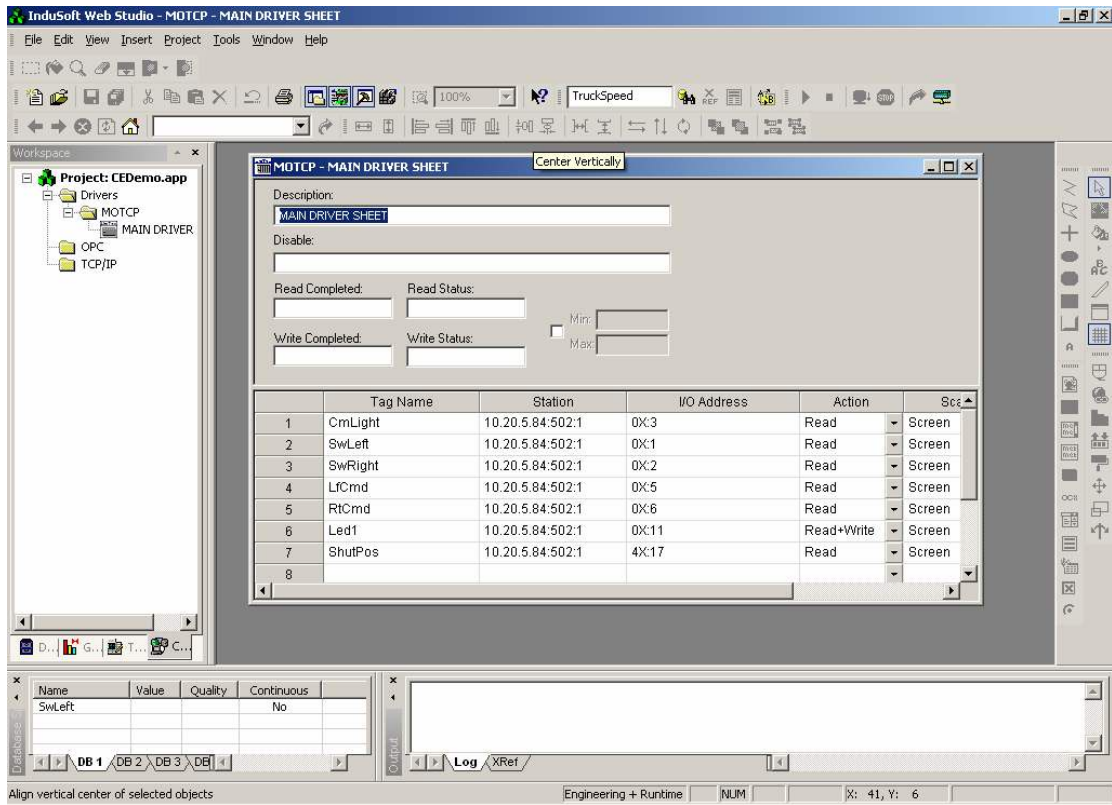 InduSoft Web Studio - MOTCP - MAIN DRIVER SHEET
File Edit View Insert Project Tools Window Help
100% TruckSpeed REF
Workspace
Project: CEDemo.app
Drivers
MOTCP
MAIN DRIVER
OPC
TCP/IP
D... G... T... C...
MOTCP - MAIN DRIVER SHEET
Center Vertically
Description:
MAIN DRIVER SHEET
Disable:
Read Completed: Read Status:
Min:
Write Completed: Write Status:
Max:
Tag Name Station I/O Address Action Sca
1 CmLight 10.20.5.84:502:1 0X:3 Read Screen
2 SwLeft 10.20.5.84:502:1 0X:1 Read Screen
3 SwRight 10.20.5.84:502:1 0X:2 Read Screen
4 LfCmd 10.20.5.84:502:1 0X:5 Read Screen
5 RtCmd 10.20.5.84:502:1 0X:6 Read Screen
6 Led1 10.20.5.84:502:1 0X:11 Read+Write Screen
7 ShutPos 10.20.5.84:502:1 4X:17 Read Screen
8
Name Value Quality Continuous
SwLeft No
Database
DB 1 DB 2 DB 3 DB
Output
Log XRef
Align vertical center of selected objects
Engineering + Runtime NUM X: 41, Y: 6